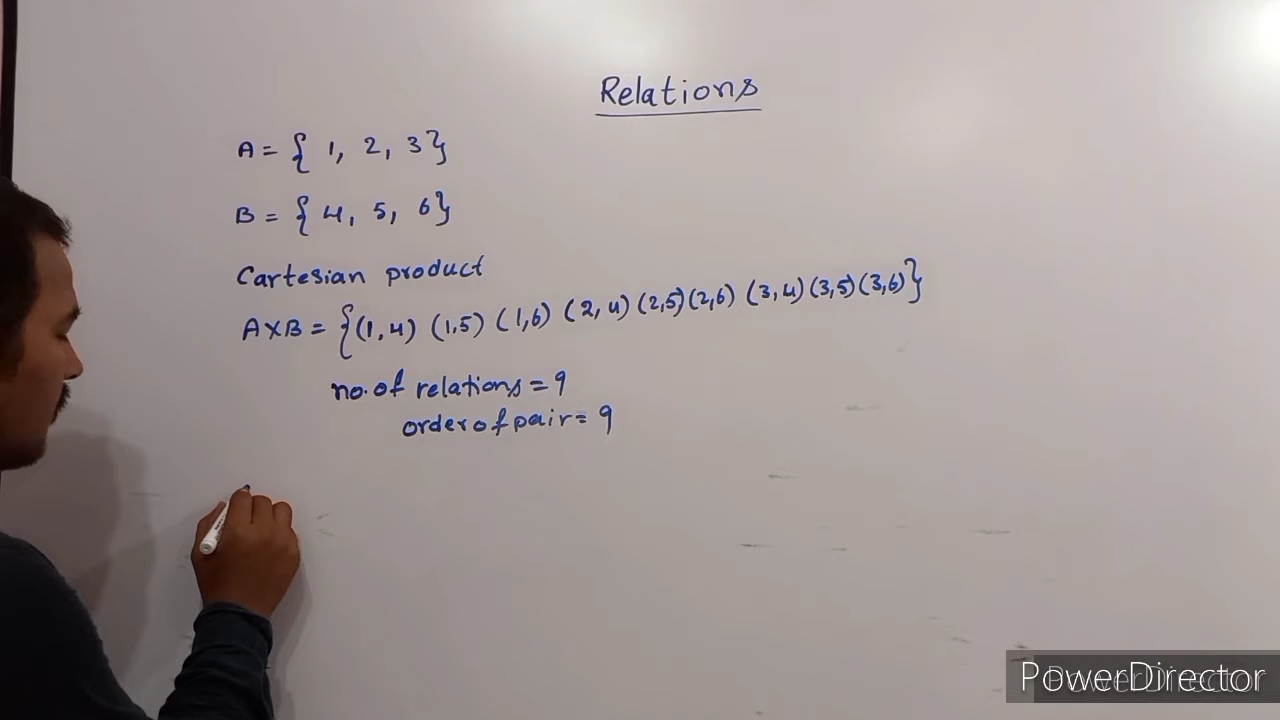 Relations
A = { 1, 2, 3}
B = { 4, 5, 6}
Cartesian product
A×B = {(1,4) (1,5) (1,6) (2,4) (2,5) (2,6) (3,4) (3,5) (3,6)}
no.of relations = 9
order of pair = 9
PowerDirector